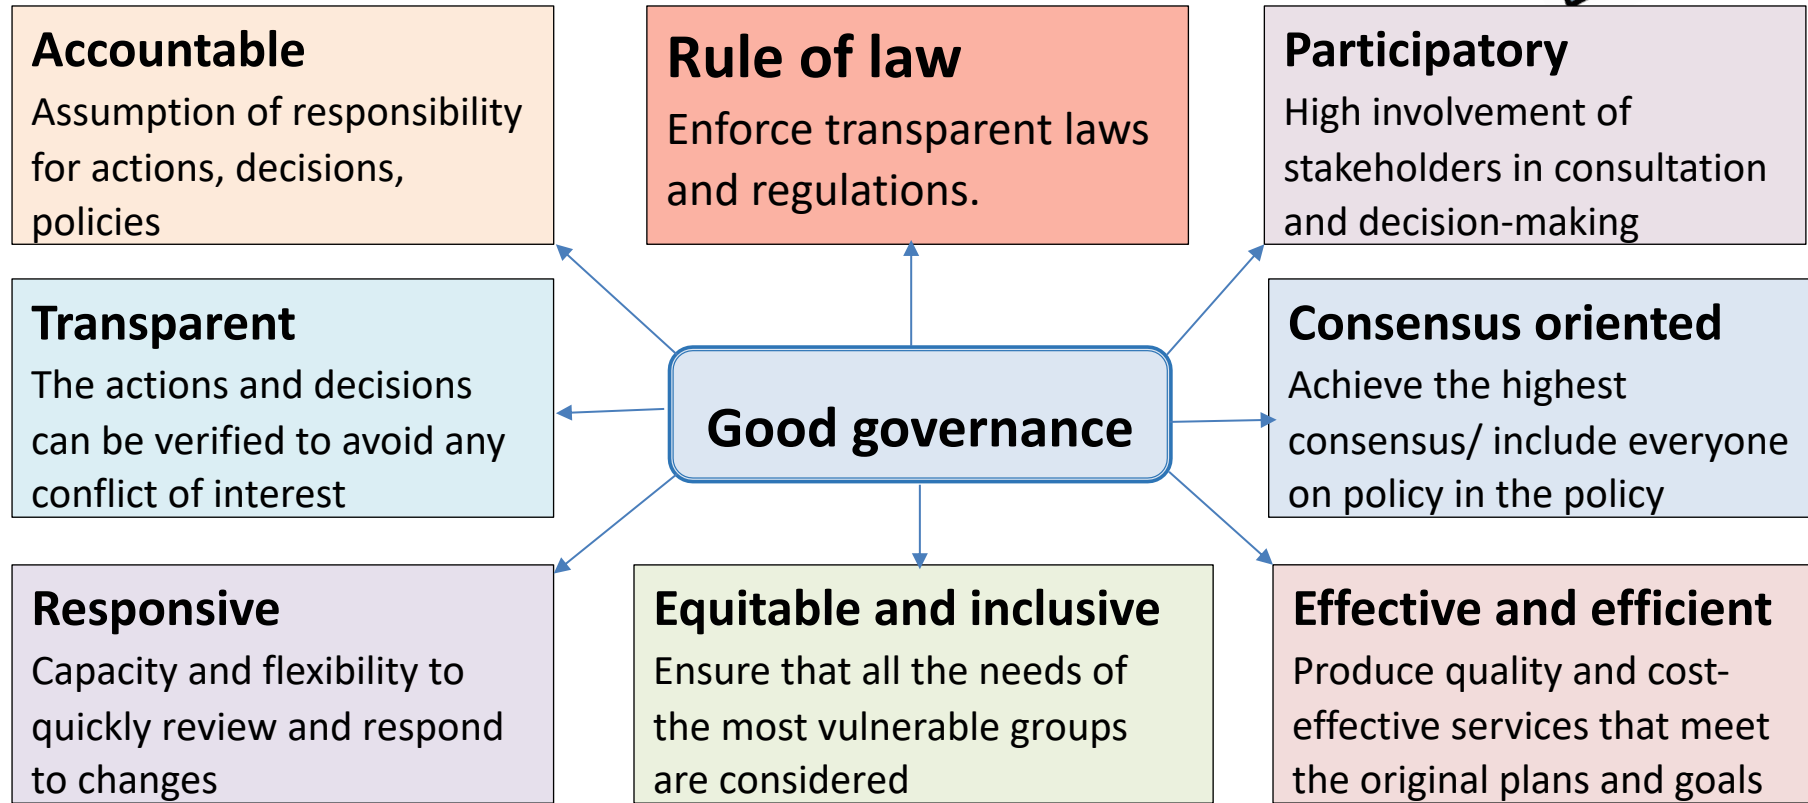 Accountable
Assumption of responsibility
for actions, decisions,
policies
Rule of law
Enforce transparent laws
and regulations.
Participatory
High involvement of
stakeholders in consultation
and decision-making
Transparent
The actions and decisions
can be verified to avoid any
conflict of interest
Good governance
Consensus oriented
Achieve the highest
consensus/ include everyone
on policy in the policy
Responsive
Capacity and flexibility to
quickly review and respond
to changes
Equitable and inclusive
Ensure that all the needs of
the most vulnerable groups
are considered
Effective and efficient
Produce quality and cost-
effective services that meet
the original plans and goals